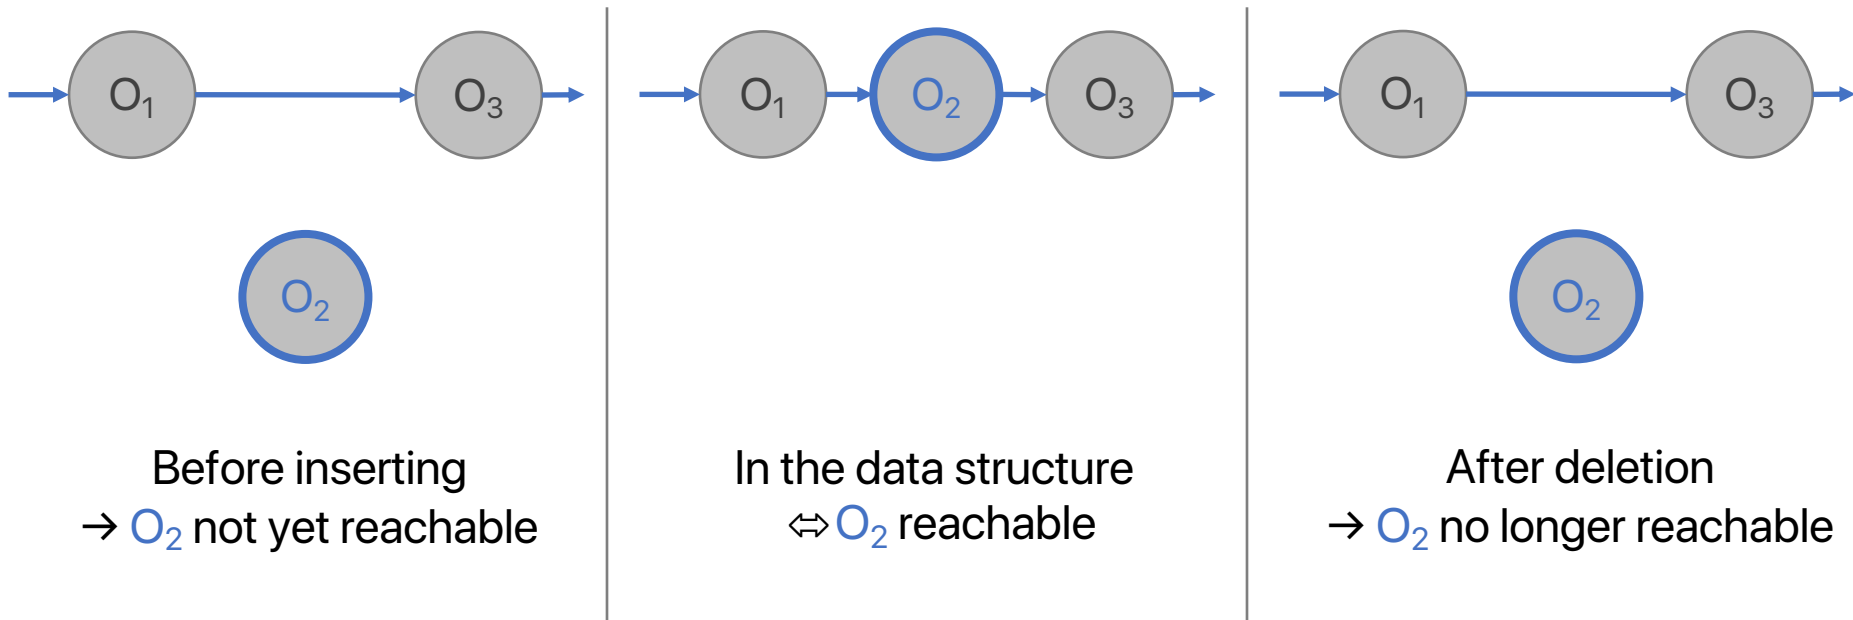 O₁ O₃
O₂
Before inserting
→ O₂ not yet reachable
O₁ O₂ O₃
In the data structure
⇔ O₂ reachable
O₁ O₃
O₂
After deletion
→ O₂ no longer reachable